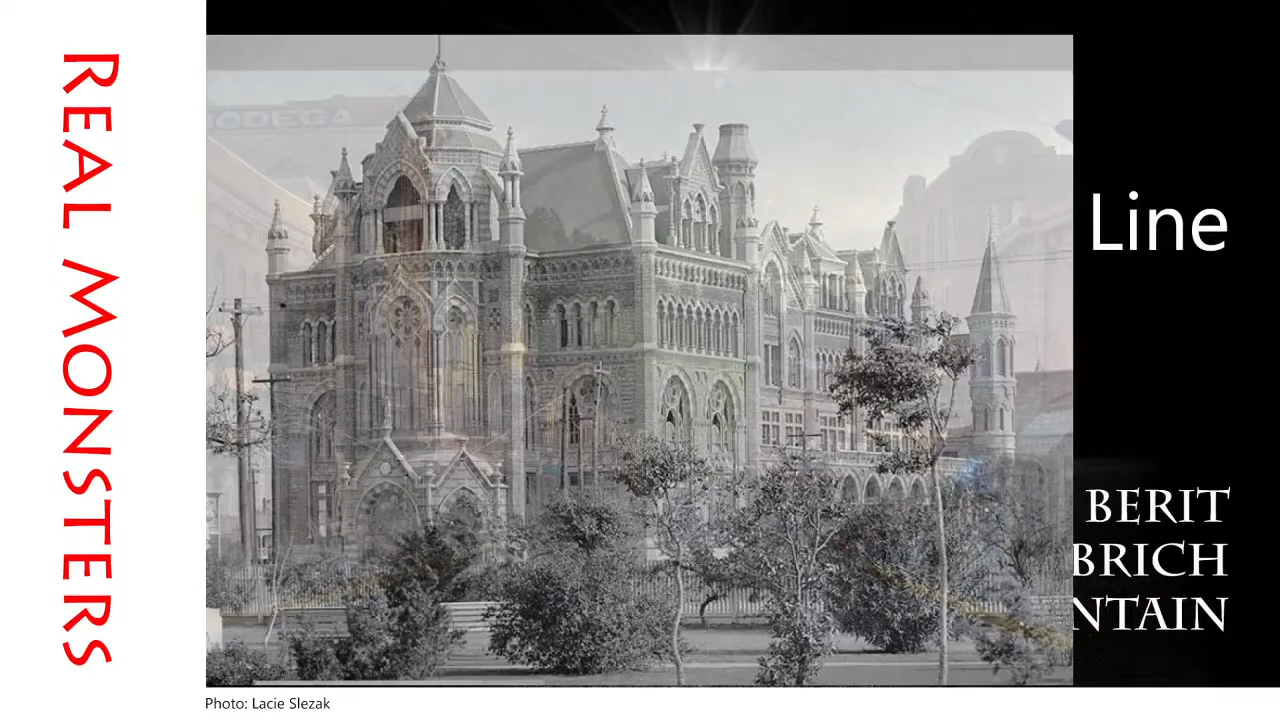 REAL MONSTERS
BODEGA
Line
BERIT
BRICH
NTAIN
Photo: Lacie Slezak